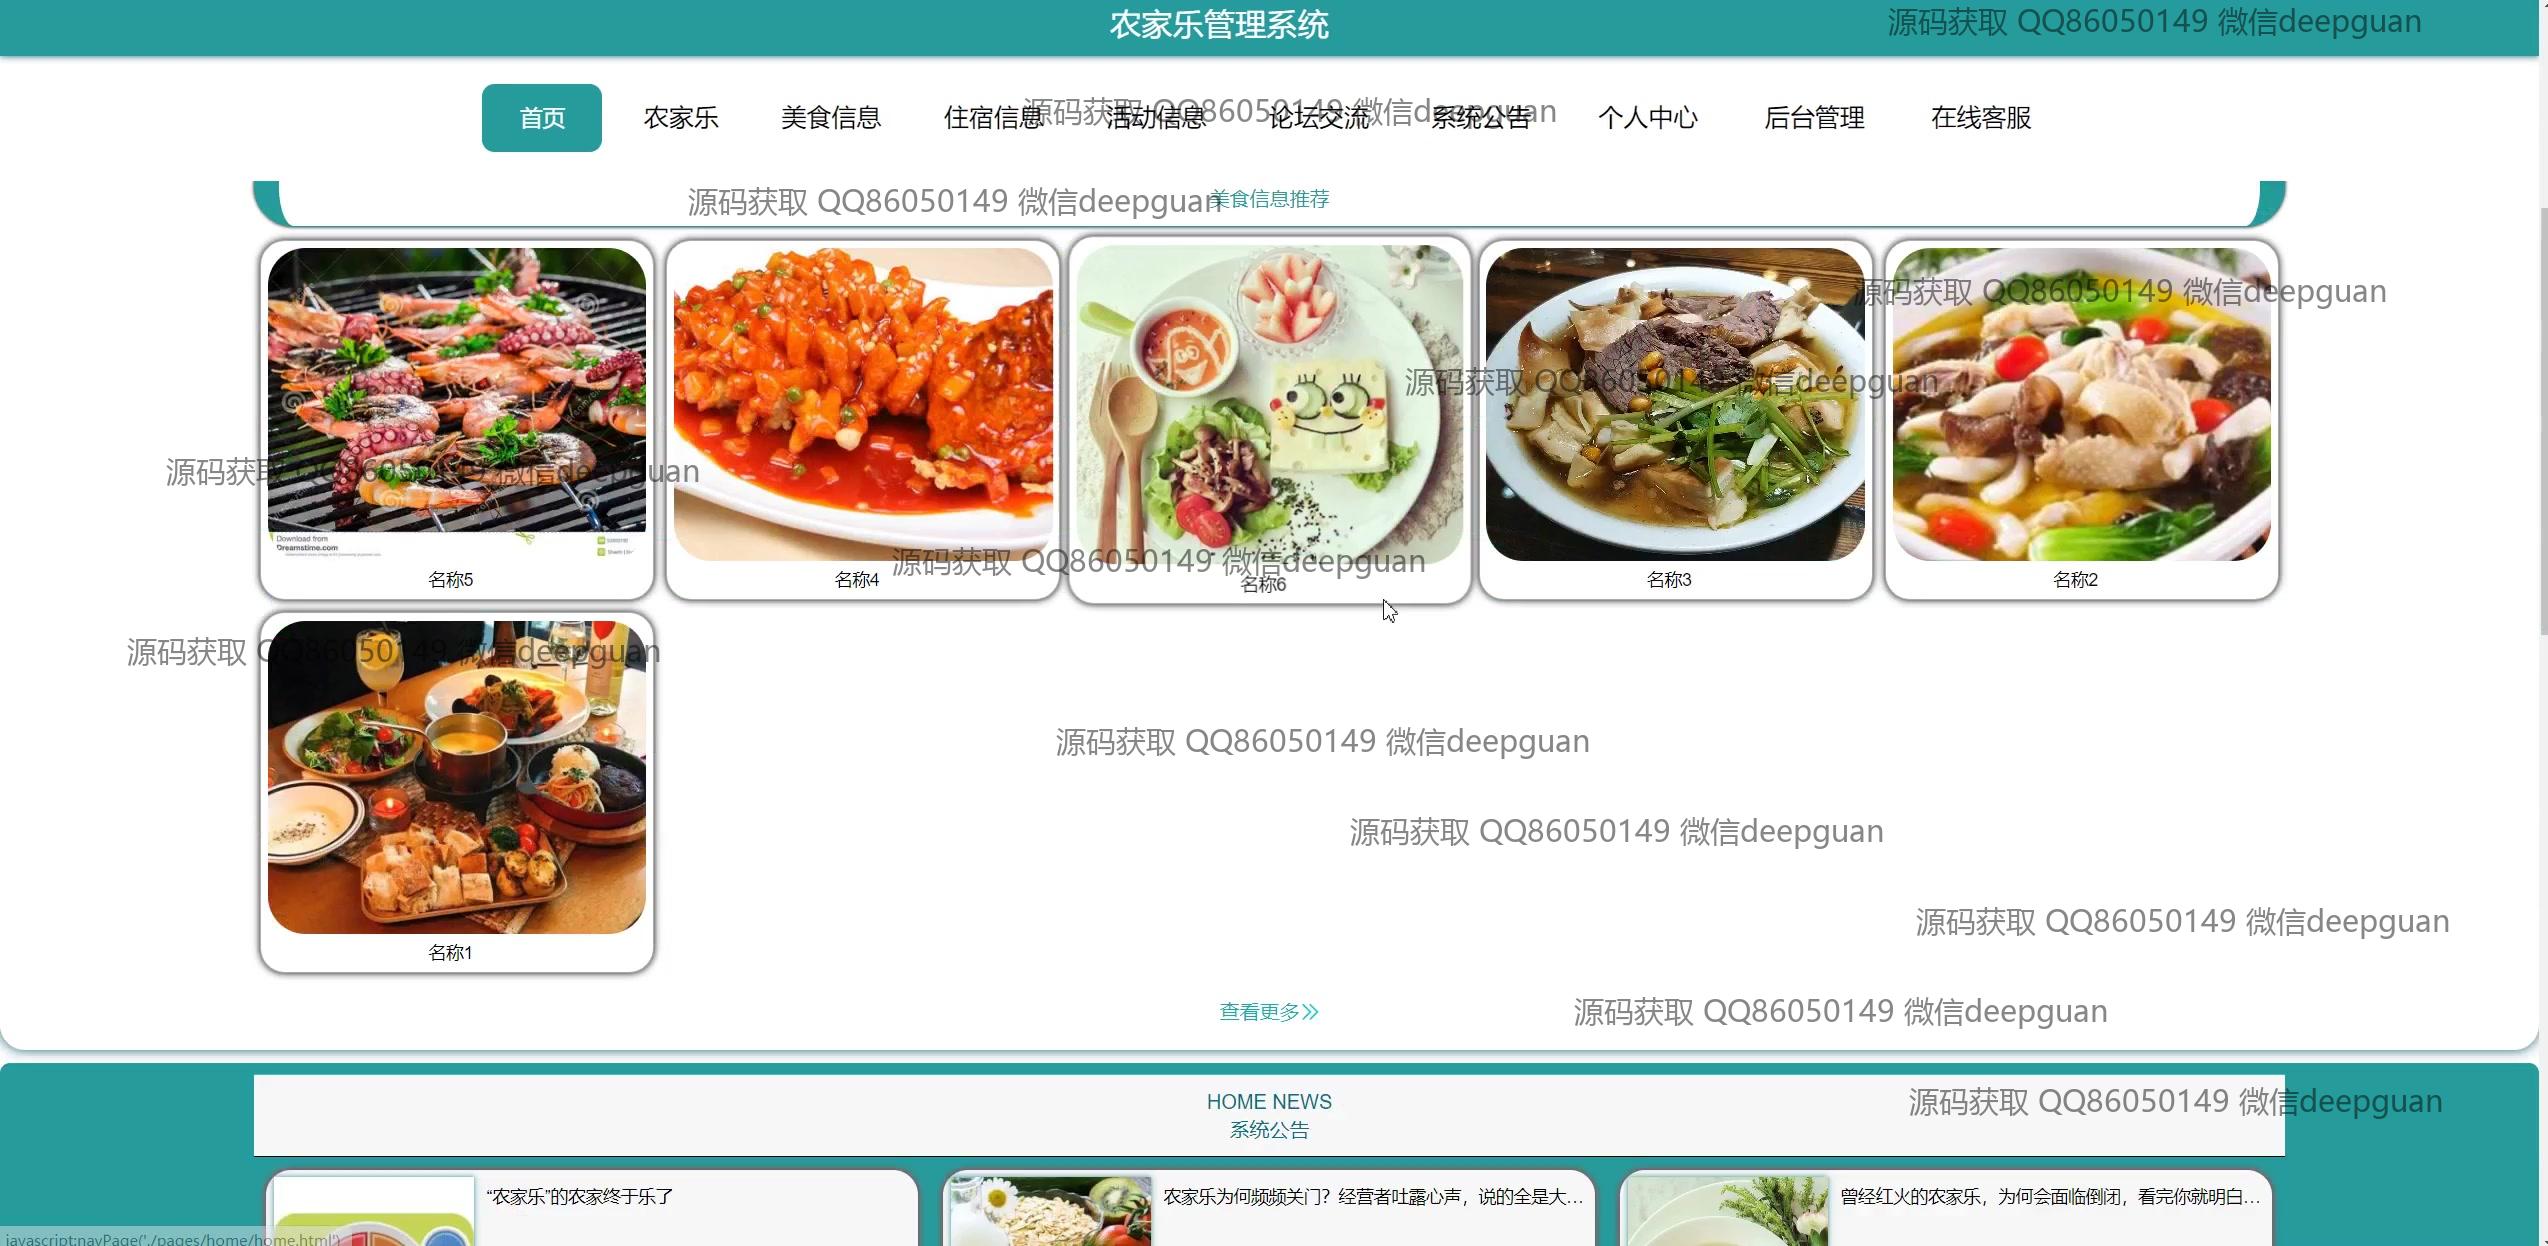 农家乐管理系统
源码获取 QQ86050149 微信deepguan
首页 农家乐 美食信息 住宿信息 活动信息 论坛交流 系统公告 个人中心 后台管理 在线客服
源码获取 QQ86050149 微信deepguan
源码获取 QQ86050149 微信deepguan
美食信息推荐
源码获取 QQ86050149 微信deepguan
源码获取 QQ86050149 微信deepguan
源码获取 QQ86050149 微信deepguan
Download from
Dreamstime.com
源码获取 QQ86050149 微信deepguan
名称5 名称4 名称6 名称3 名称2
源码获取 QQ86050149 微信deepguan
源码获取 QQ86050149 微信deepguan
源码获取 QQ86050149 微信deepguan
源码获取 QQ86050149 微信deepguan
名称1
查看更多
源码获取 QQ86050149 微信deepguan
HOME NEWS
源码获取 QQ86050149 微信deepguan
系统公告
“农家乐”的农家终于乐了
农家乐为何频频关门？经营者吐露心声，说的全是大…
曾经红火的农家乐，为何会面临倒闭，看完你就明白…
javascript:navPage('./pages/home/home.html')